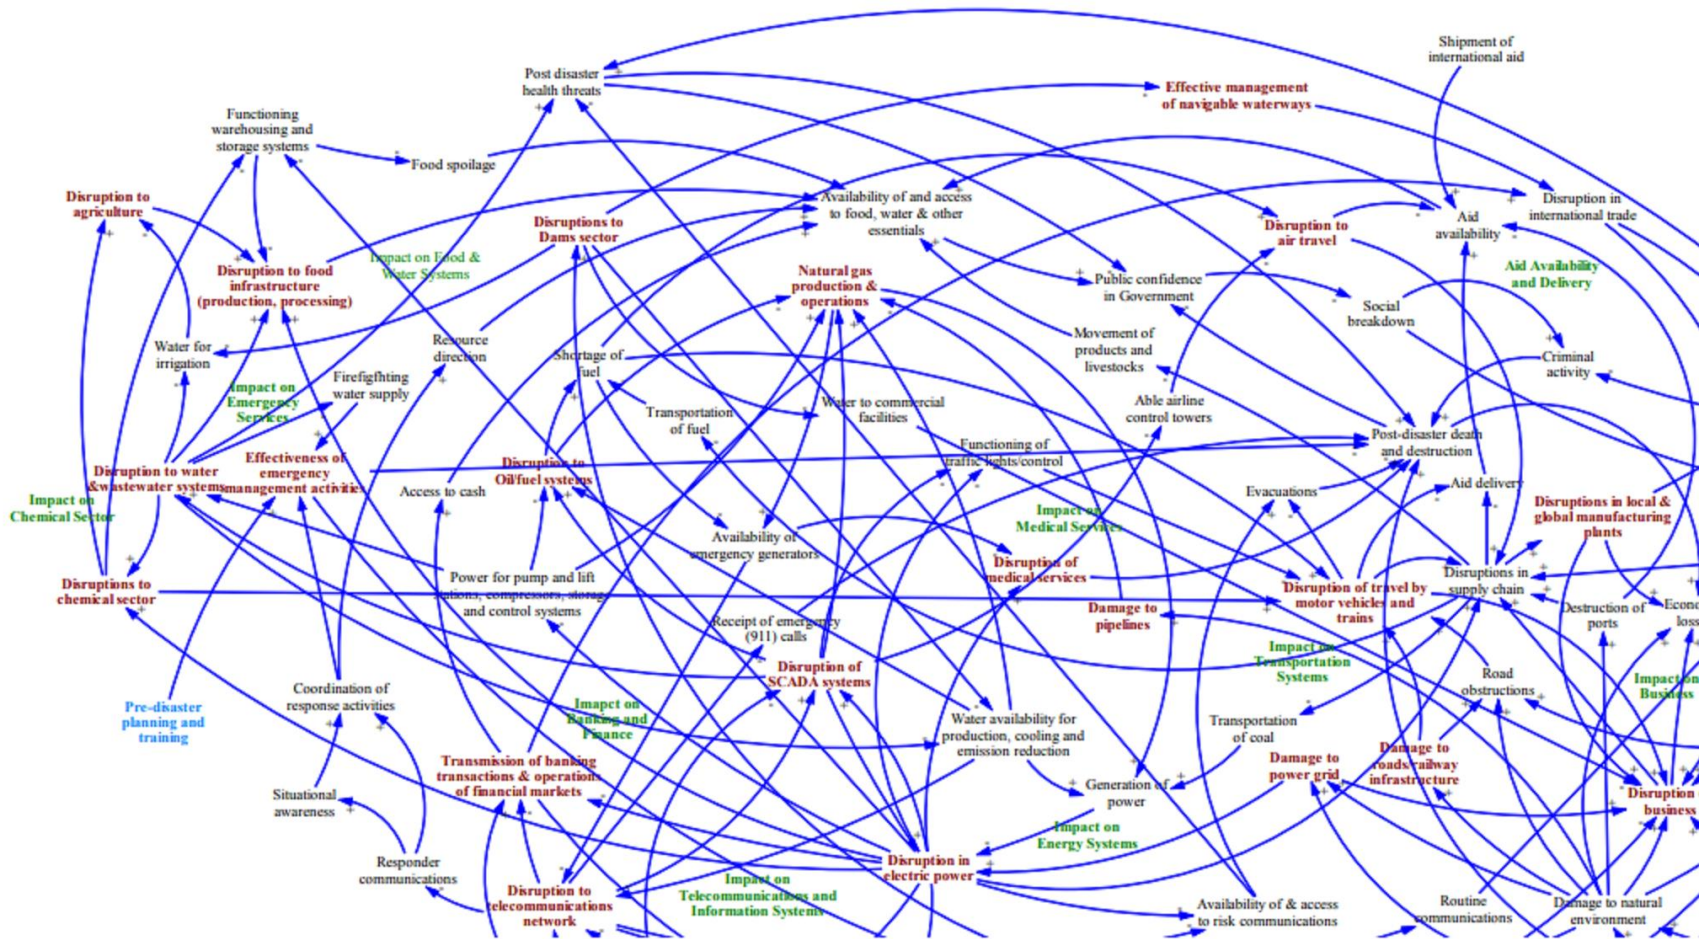 Shipment of
international aid
Post disaster
health threats
Effective management
of navigable waterways
Functioning
warehousing and
storage systems
Food spoilage
Disruption to
agriculture
Availability of and access
to food, water & other
essentials
Disruption in
international trade
Disruptions to
Dams sector
Disruption to
air travel
Aid
availability
Impact on Food &
Water Systems
Disruption to food
infrastructure
(production, processing)
Natural gas
production &
operations
Public confidence
in Government
Aid Availability
and Delivery
Social
breakdown
Water for
irrigation
Resource
direction
Shortage of
fuel
Movement of
products and
livestocks
Criminal
activity
Firefigfhting
water supply
Impact on
Emergency
Services
Transportation
of fuel
Water to commercial
facilities
Able airline
control towers
Functioning of
traffic lights/control
Post-disaster death
and destruction
Disruption to water
&wastewater systems
Effectiveness of
emergency
management activities
Disruption to
Oil/fuel systems
Access to cash
Evacuations
Aid delivery
Impact on
Chemical Sector
Impact on
Medical Services
Disruptions in local &
global manufacturing
plants
Availability of
emergency generators
Disruption of
medical services
Disruptions to
chemical sector
Power for pump and lift
stations, compressors, storage
and control systems
Disruption of travel by
motor vehicles and
trains
Disruptions in
supply chain
Damage to
pipelines
Destruction of
ports
Receipt of emergency
(911) calls
Disruption of
SCADA systems
Impact on
Transportation
Systems
Road
obstructions
Impact on
Business
Coordination of
response activities
Pre-disaster
planning and
training
Imapct on
Banking and
Finance
Water availability for
production, cooling and
emission reduction
Transportation
of coal
Transmission of banking
transactions & operations
of financial markets
Damage to
power grid
Damage to
roads/railway
infrastructure
Situational
awareness
Generation of
power
Disruption
business
Impact on
Energy Systems
Responder
communications
Disruption in
electric power
Disruption to
telecommunications
network
Impact on
Telecommunications and
Information Systems
Availability of & access
to risk communications
Routine
communications
Damage to natural
environment